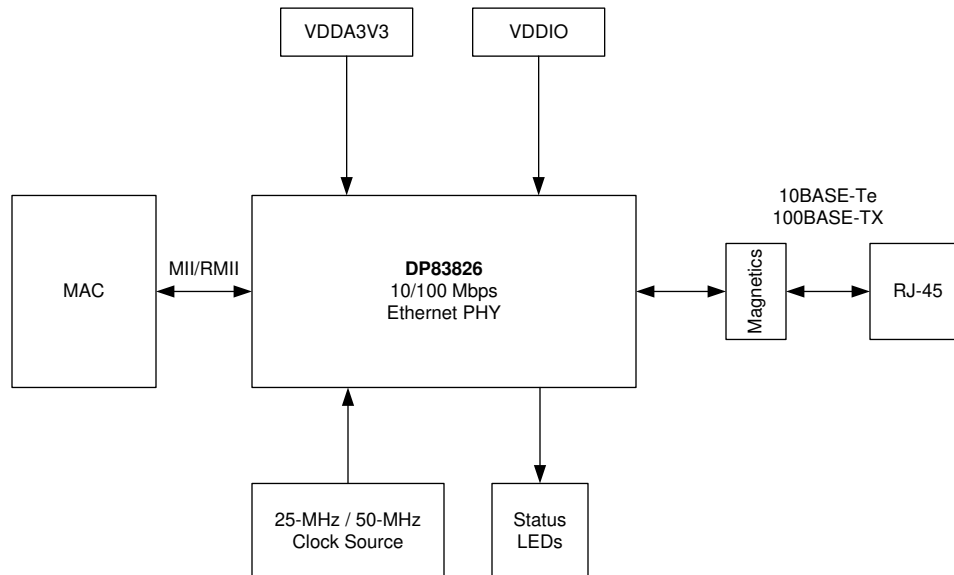 VDDA3V3
VDDIO
10BASE-Te
100BASE-TX
MAC
MII/RMII
DP83826
10/100 Mbps
Ethernet PHY
Magnetics
RJ-45
25-MHz / 50-MHz
Clock Source
Status
LEDs